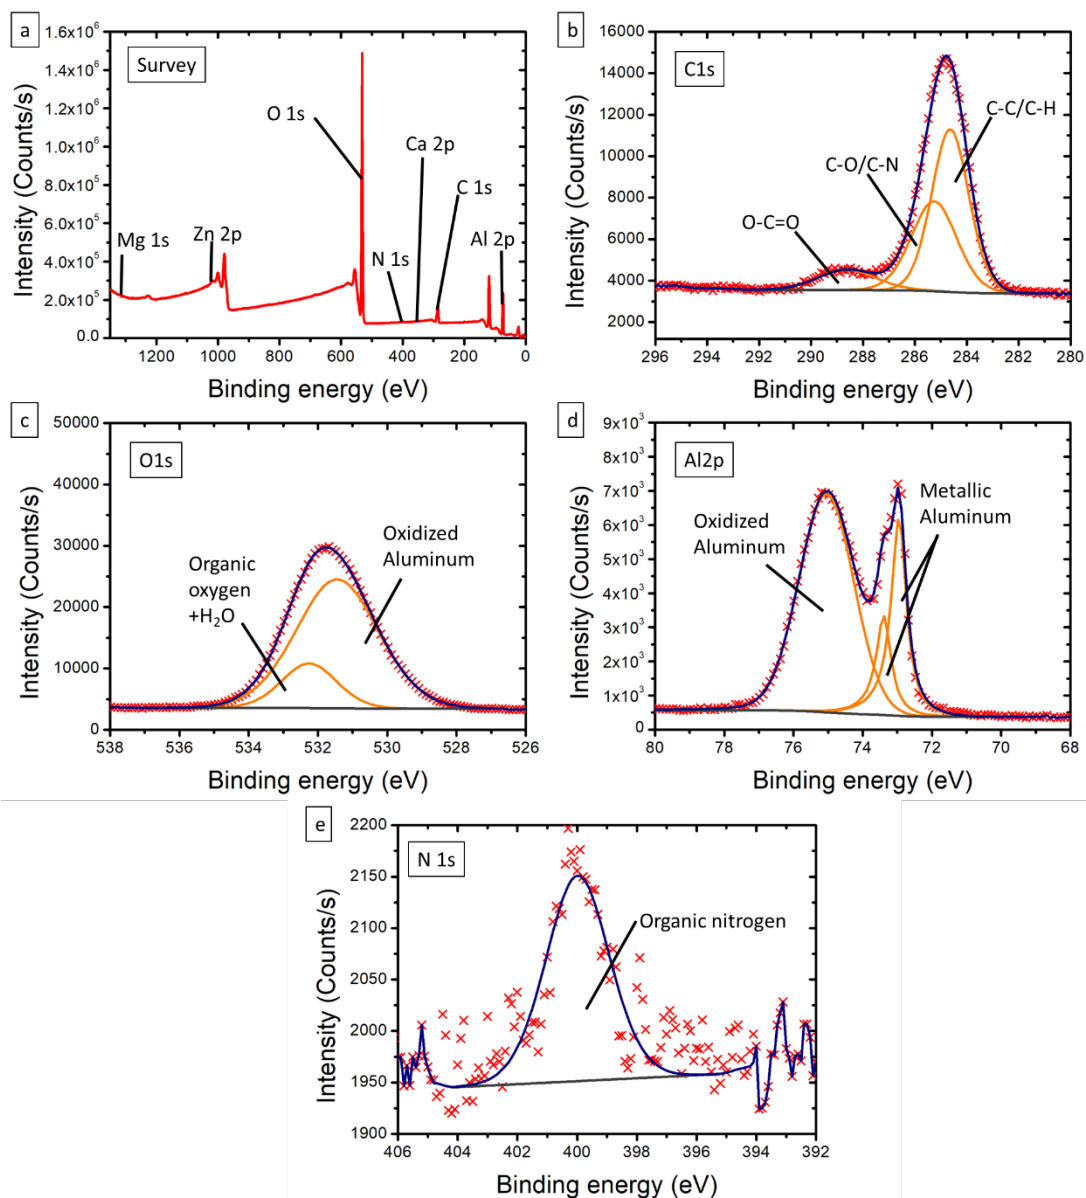 a
Survey
O 1s
Ca 2p
C 1s
Al 2p
N 1s
Zn 2p
Mg 1s
1.6x10⁶
1.4x10⁶
1.2x10⁶
1.0x10⁶
8.0x10⁵
6.0x10⁵
4.0x10⁵
2.0x10⁵
0.0
1200 1000 800 600 400 200 0
Intensity (Counts/s)
Binding energy (eV)
b
C1s
C-C/C-H
C-O/C-N
O-C=O
16000
14000
12000
10000
8000
6000
4000
2000
296 294 292 290 288 286 284 282 280
Intensity (Counts/s)
Binding energy (eV)
c
O1s
Oxidized
Aluminum
Organic
oxygen
+H₂O
50000
40000
30000
20000
10000
0
538 536 534 532 530 528 526
Intensity (Counts/s)
Binding energy (eV)
d
Al2p
Metallic
Aluminum
Oxidized
Aluminum
9x10³
8x10³
7x10³
6x10³
5x10³
4x10³
3x10³
2x10³
1x10³
0
80 75 74 72 70 68
Intensity (Counts/s)
Binding energy (eV)
e
N 1s
Organic nitrogen
2200
2150
2100
2050
2000
1950
1900
406 404 402 400 398 396 394 392
Intensity (Counts/s)
Binding energy (eV)